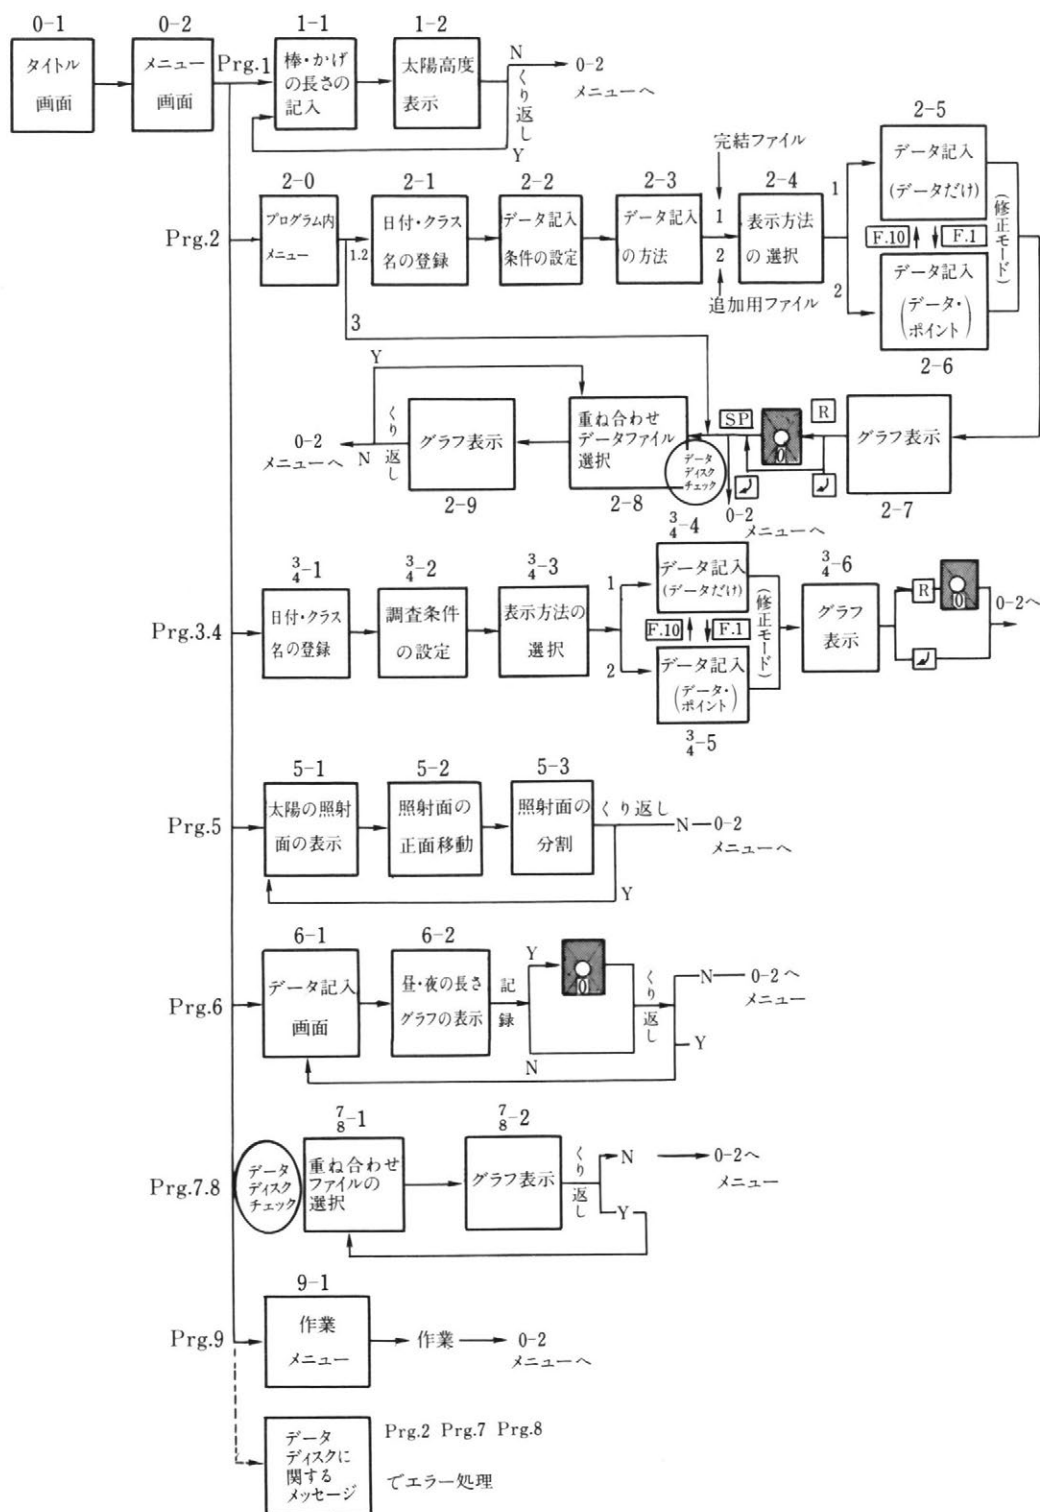 0-1
0-2
1-1
1-2
タイトル
画面
メニュー
画面
Prg.1
棒・かげ
の長さの
記入
太陽高度
表示
N
くり返し
Y
0-2
メニューへ
2-0
2-1
2-2
2-3
完結ファイル
2-4
2-5
Prg.2
プログラム内
メニュー
1.2
日付・クラス
名の登録
データ記入
条件の設定
データ記入
の方法
1
2
追加用ファイル
表示方法
の選択
1
2
データ記入
(データだけ)
F.10
F.1
(修正モード)
データ記入
(データ・
ポイント)
2-6
3
Y
0-2
メニューへ
N
くり返し
グラフ表示
2-9
重ね合わせ
データファイル
選択
2-8
データ
ディスク
チェック
SP
R
0-2
メニューへ
グラフ表示
2-7
3/4-1
3/4-2
3/4-3
3/4-4
3/4-6
Prg.3.4
日付・クラス
名の登録
調査条件
の設定
表示方法の
選択
1
2
データ記入
(データだけ)
F.10
F.1
(修正モード)
データ記入
(データ・
ポイント)
3/4-5
グラフ
表示
R
0-2へ
5-1
5-2
5-3
Prg.5
太陽の照射
面の表示
照射面の
正面移動
照射面の
分割
くり返し
N
0-2
メニューへ
Y
6-1
6-2
Prg.6
データ記入
画面
昼・夜の長さ
グラフの表示
記録
Y
N
くり返し
N
0-2へ
メニュー
Y
7/8-1
7/8-2
Prg.7.8
データ
ディスク
チェック
重ね合わせ
ファイルの
選択
グラフ表示
くり返し
N
0-2へ
メニュー
Y
9-1
Prg.9
作業
メニュー
作業
0-2
メニューへ
データ
ディスクに
関する
メッセージ
Prg.2 Prg.7 Prg.8
でエラー処理